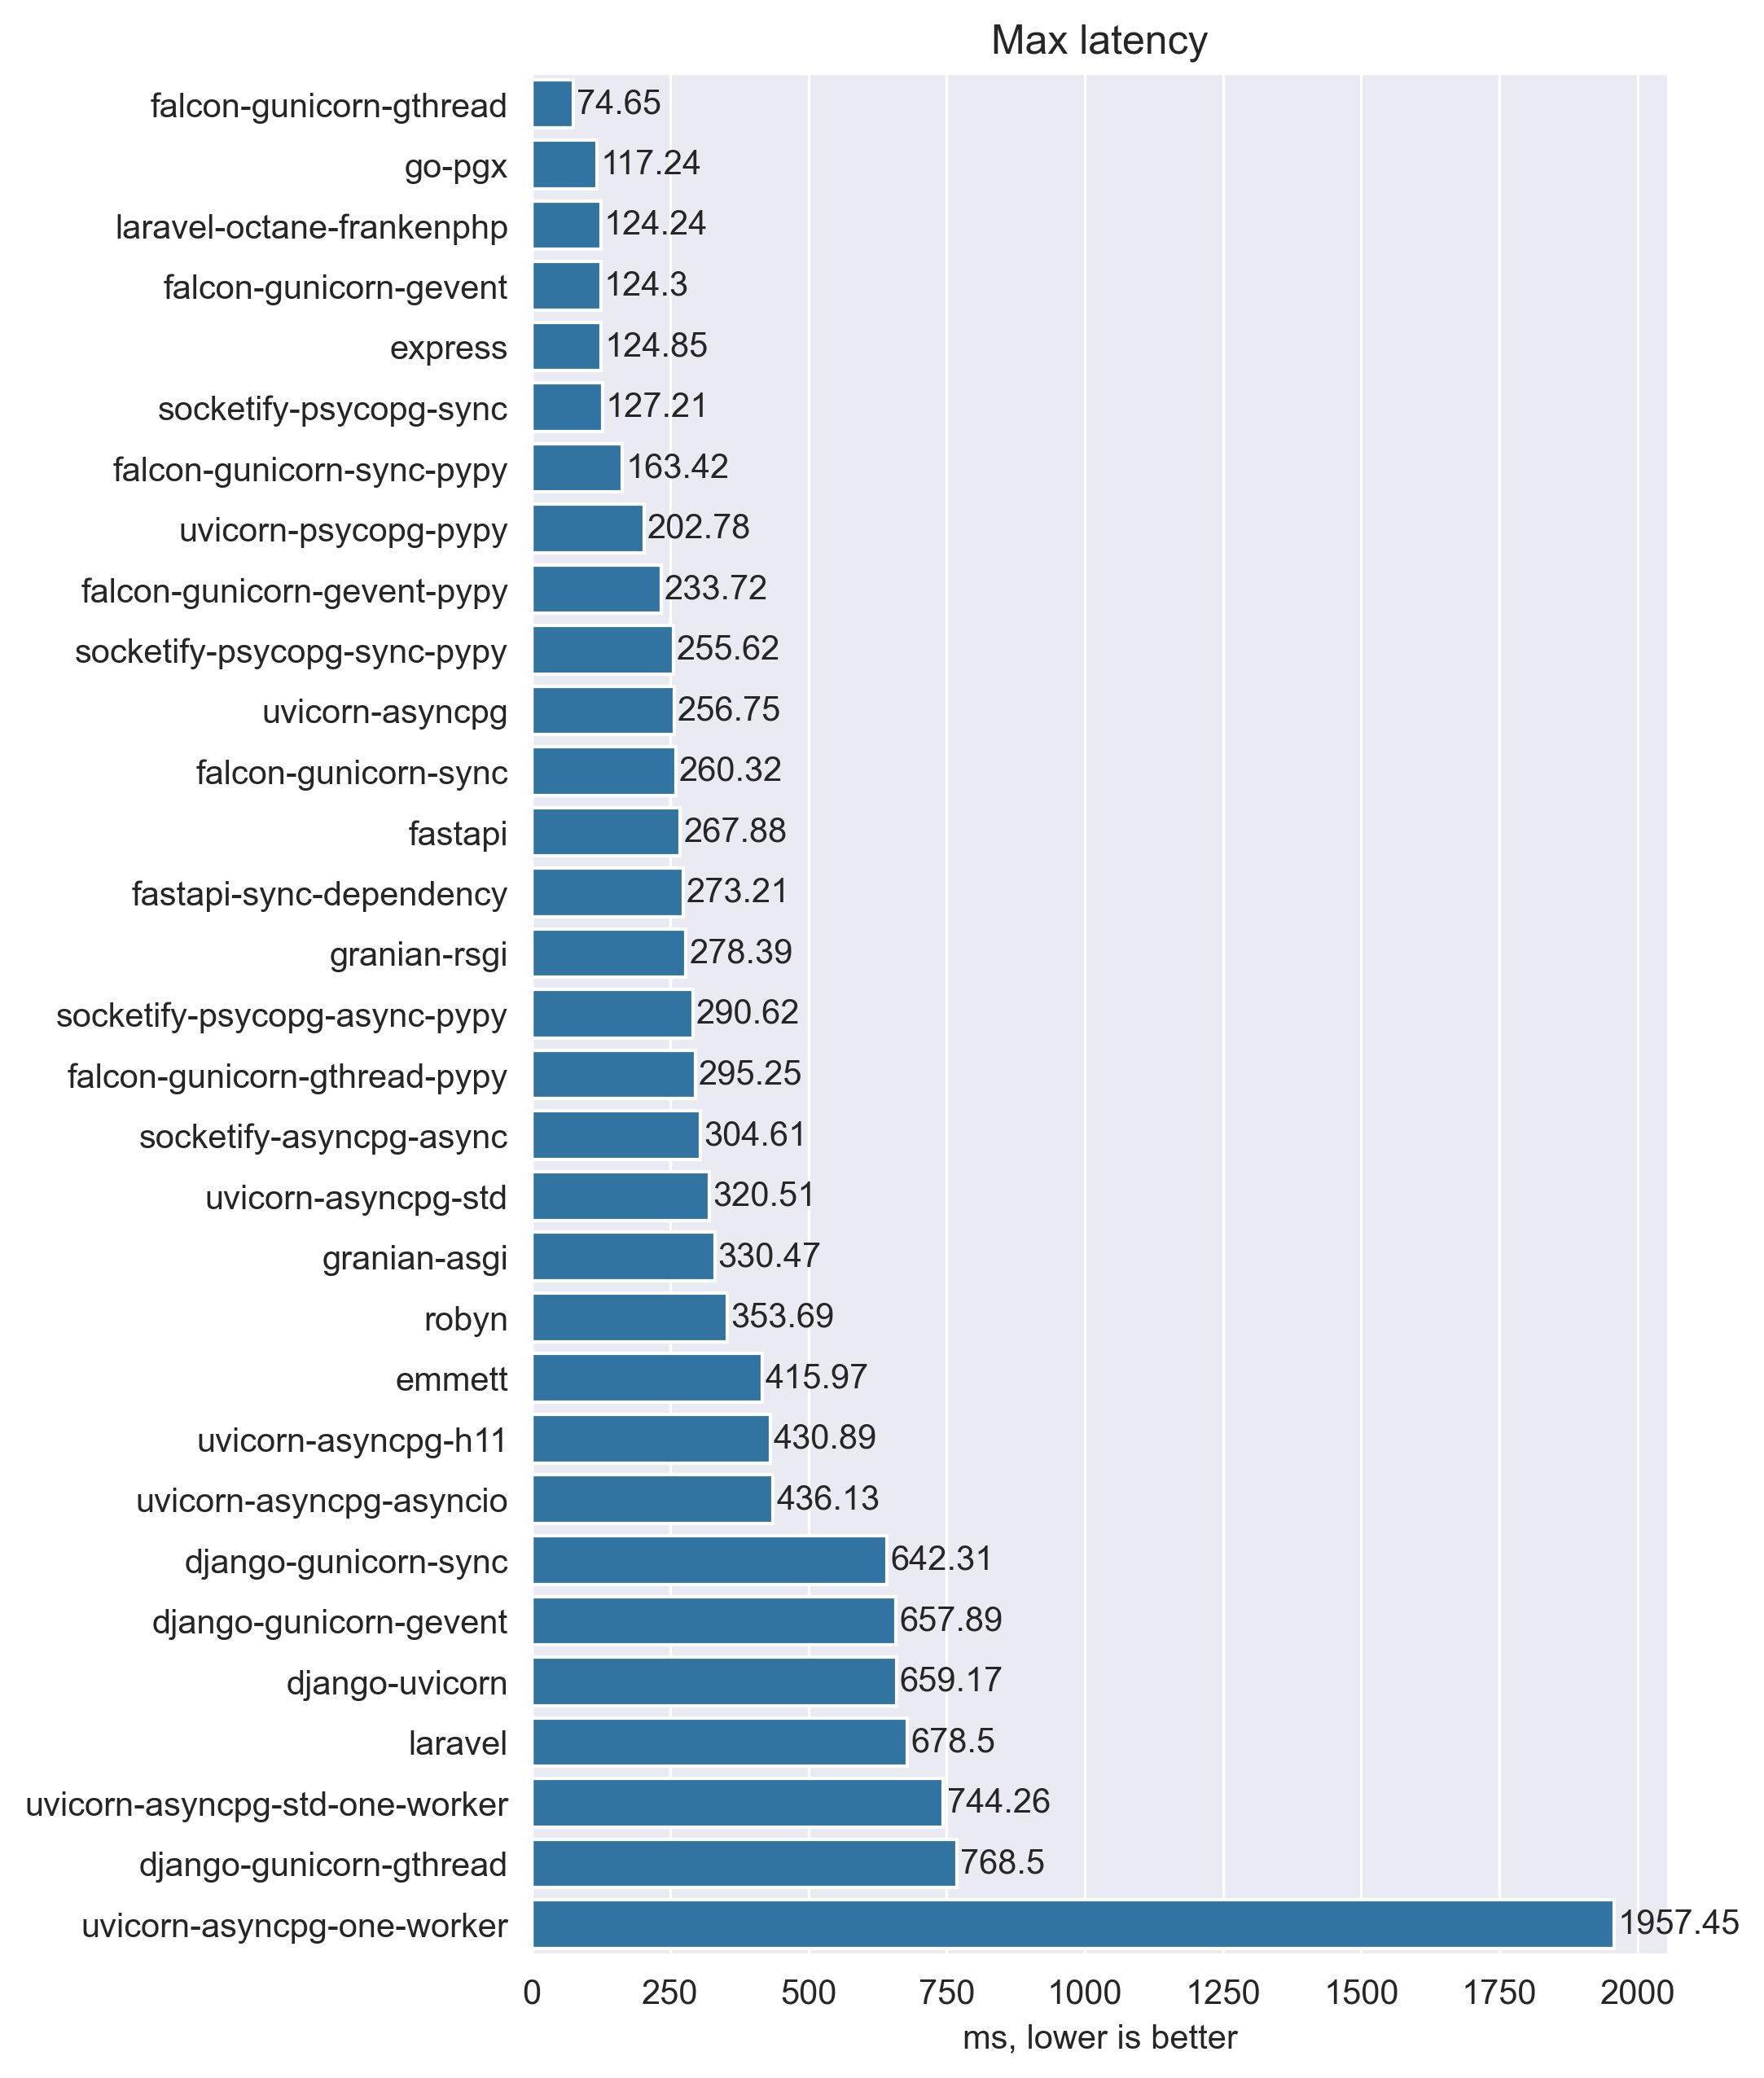 Max latency
falcon-gunicorn-gthread 74.65
go-pgx 117.24
laravel-octane-frankenphp 124.24
falcon-gunicorn-gevent 124.3
express 124.85
socketify-psycopg-sync 127.21
falcon-gunicorn-sync-pypy 163.42
uvicorn-psycopg-pypy 202.78
falcon-gunicorn-gevent-pypy 233.72
socketify-psycopg-sync-pypy 255.62
uvicorn-asyncpg 256.75
falcon-gunicorn-sync 260.32
fastapi 267.88
fastapi-sync-dependency 273.21
granian-rsgi 278.39
socketify-psycopg-async-pypy 290.62
falcon-gunicorn-gthread-pypy 295.25
socketify-asyncpg-async 304.61
uvicorn-asyncpg-std 320.51
granian-asgi 330.47
robyn 353.69
emmett 415.97
uvicorn-asyncpg-h11 430.89
uvicorn-asyncpg-asyncio 436.13
django-gunicorn-sync 642.31
django-gunicorn-gevent 657.89
django-uvicorn 659.17
laravel 678.5
uvicorn-asyncpg-std-one-worker 744.26
django-gunicorn-gthread 768.5
uvicorn-asyncpg-one-worker 1957.45
0 250 500 750 1000 1250 1500 1750 2000
ms, lower is better